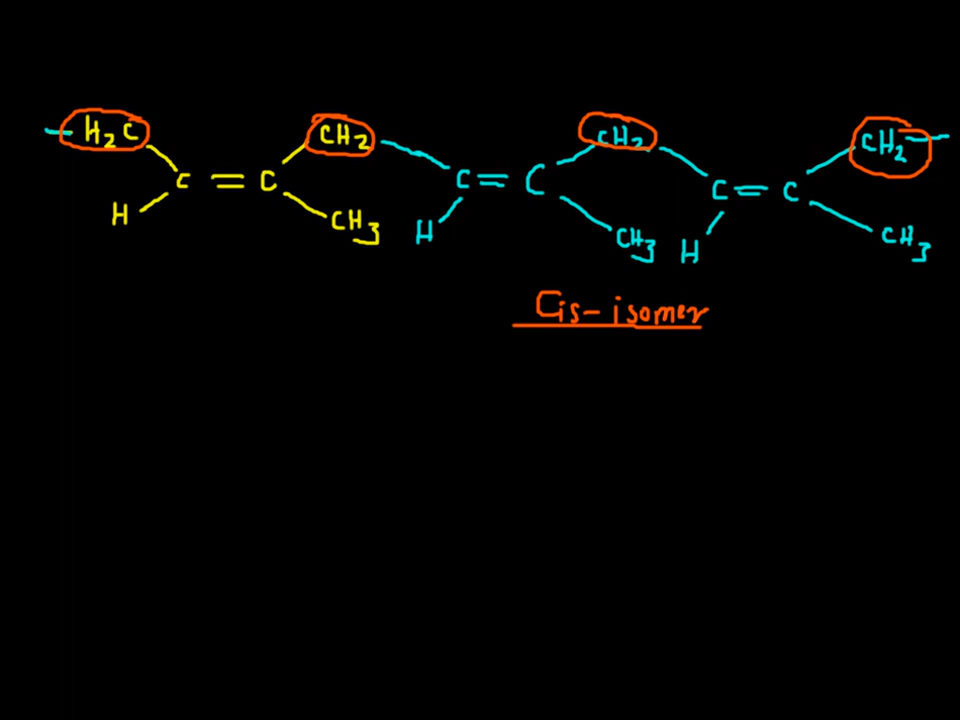 H₂C CH₂ CH₂ CH₂
C = C C = C C = C
H CH₃ H CH₃ H CH₃
Cis-isomer